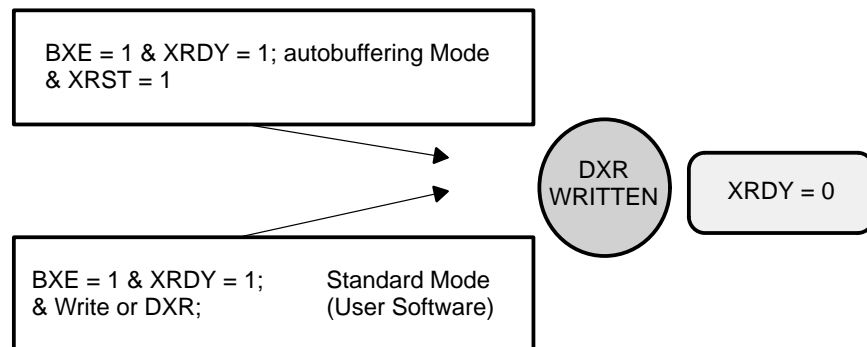 BXE = 1 & XRDY = 1; autobuffering Mode
& XRST = 1
DXR
WRITTEN
XRDY = 0
BXE = 1 & XRDY = 1; Standard Mode
& Write or DXR; (User Software)